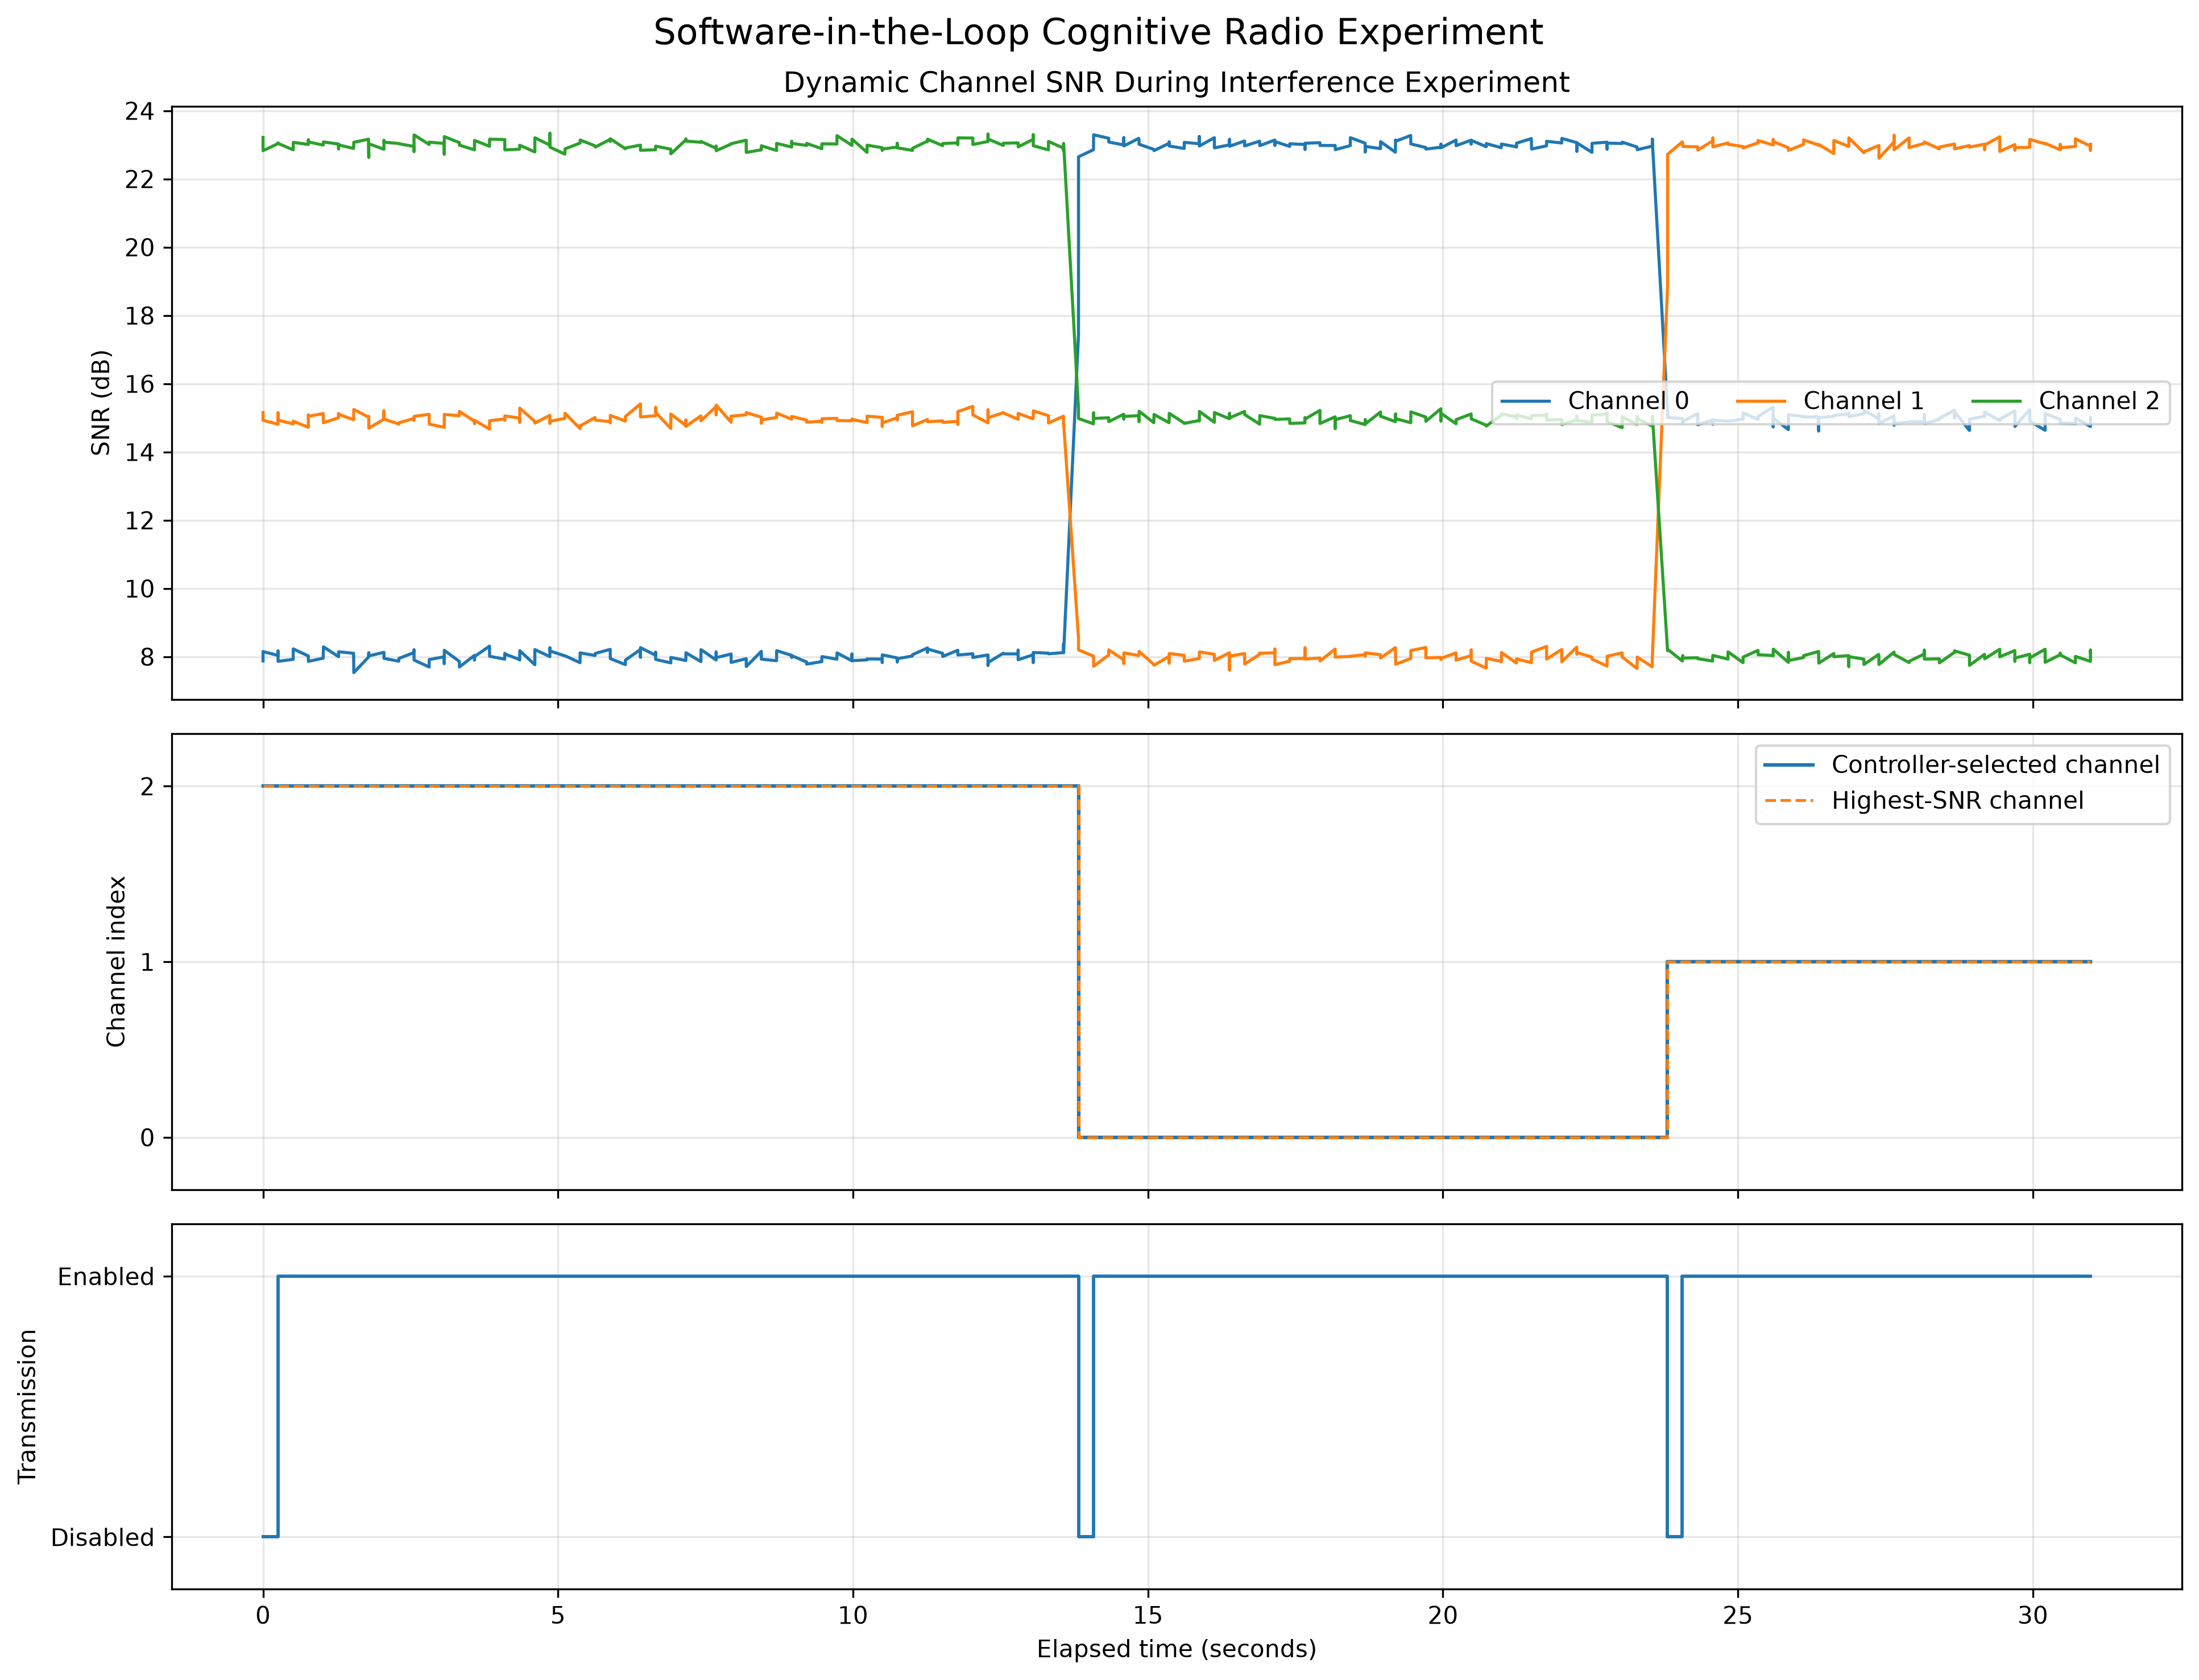 Software-in-the-Loop Cognitive Radio Experiment
Dynamic Channel SNR During Interference Experiment
24
22
20
18
16
14
12
10
8
SNR (dB)
Channel 0 Channel 1 Channel 2
2
1
0
Channel index
Controller-selected channel
Highest-SNR channel
Enabled
Disabled
Transmission
0 5 10 15 20 25 30
Elapsed time (seconds)